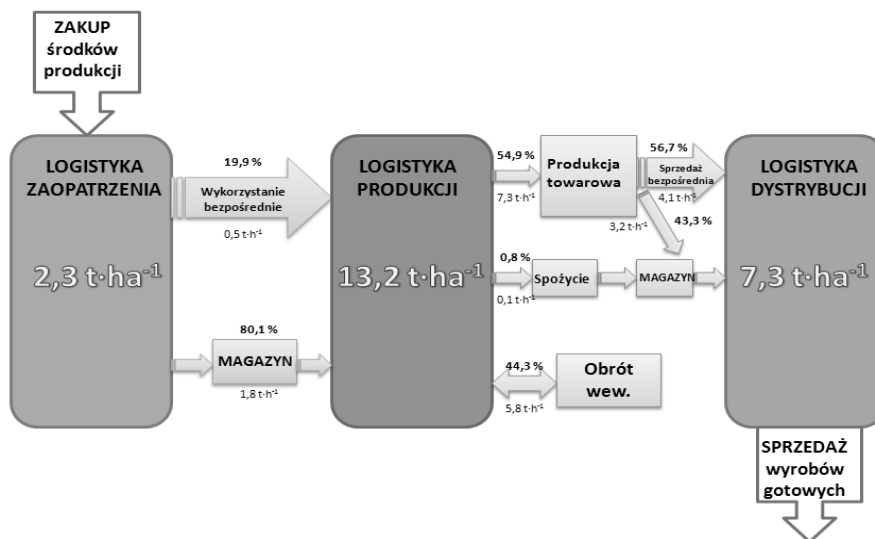 ZAKUP
środków
produkcji
LOGISTYKA
ZAOPATRZENIA
2,3 t·ha⁻¹
19,9 %
Wykorzystanie
bezpośrednie
0,5 t·h⁻¹
80,1 %
MAGAZYN
1,8 t·h⁻¹
LOGISTYKA
PRODUKCJI
13,2 t·ha⁻¹
54,9 %
7,3 t·h⁻¹
Produkcja
towarowa
56,7 %
Sprzedaż
bezpośrednia
4,1 t·h⁻¹
3,2 t·h⁻¹
43,3 %
0,8 %
0,1 t·h⁻¹
Spożycie
MAGAZYN
44,3 %
5,8 t·h⁻¹
Obrót
wew.
LOGISTYKA
DYSTRYBUCJI
7,3 t·ha⁻¹
SPRZEDAŻ
wyrobów
gotowych